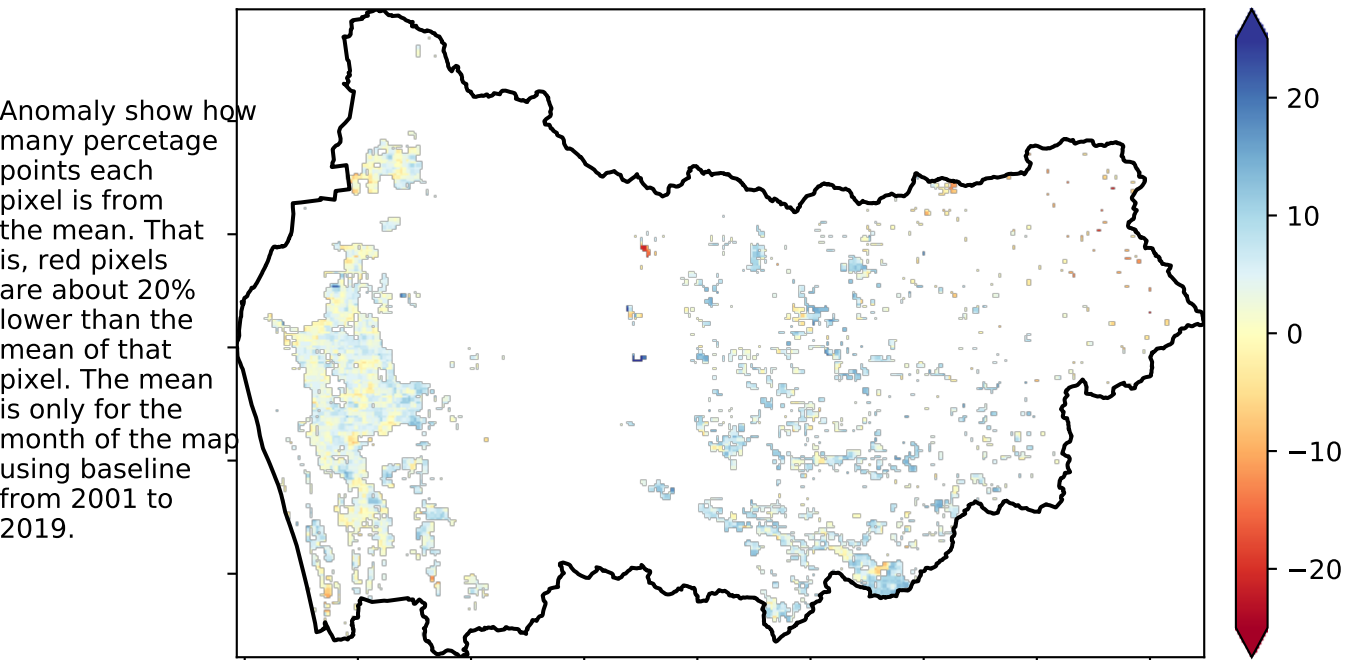 Anomaly show how
many percetage
points each
pixel is from
the mean. That
is, red pixels
are about 20%
lower than the
mean of that
pixel. The mean
is only for the
month of the map
using baseline
from 2001 to
2019.
20
10
0
−10
−20